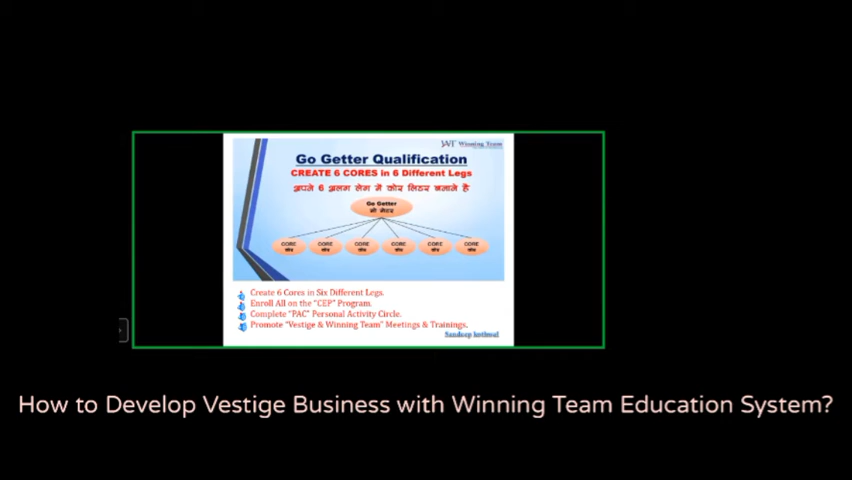 Winning Team
Go Getter Qualification
CREATE 6 CORES in 6 Different Legs
अपने 6 अलग लेग में कोर लिडर बनाने है
Go Getter
गो गेटर
CORE CORE CORE CORE CORE CORE
कोर कोर कोर कोर कोर कोर
Create 6 Cores in Six Different Legs.
Enroll All on the "CEP" Program.
Complete "PAC" Personal Activity Circle.
Promote "Vestige & Winning Team" Meetings & Trainings.
Sandeep
How to Develop Vestige Business with Winning Team Education System?